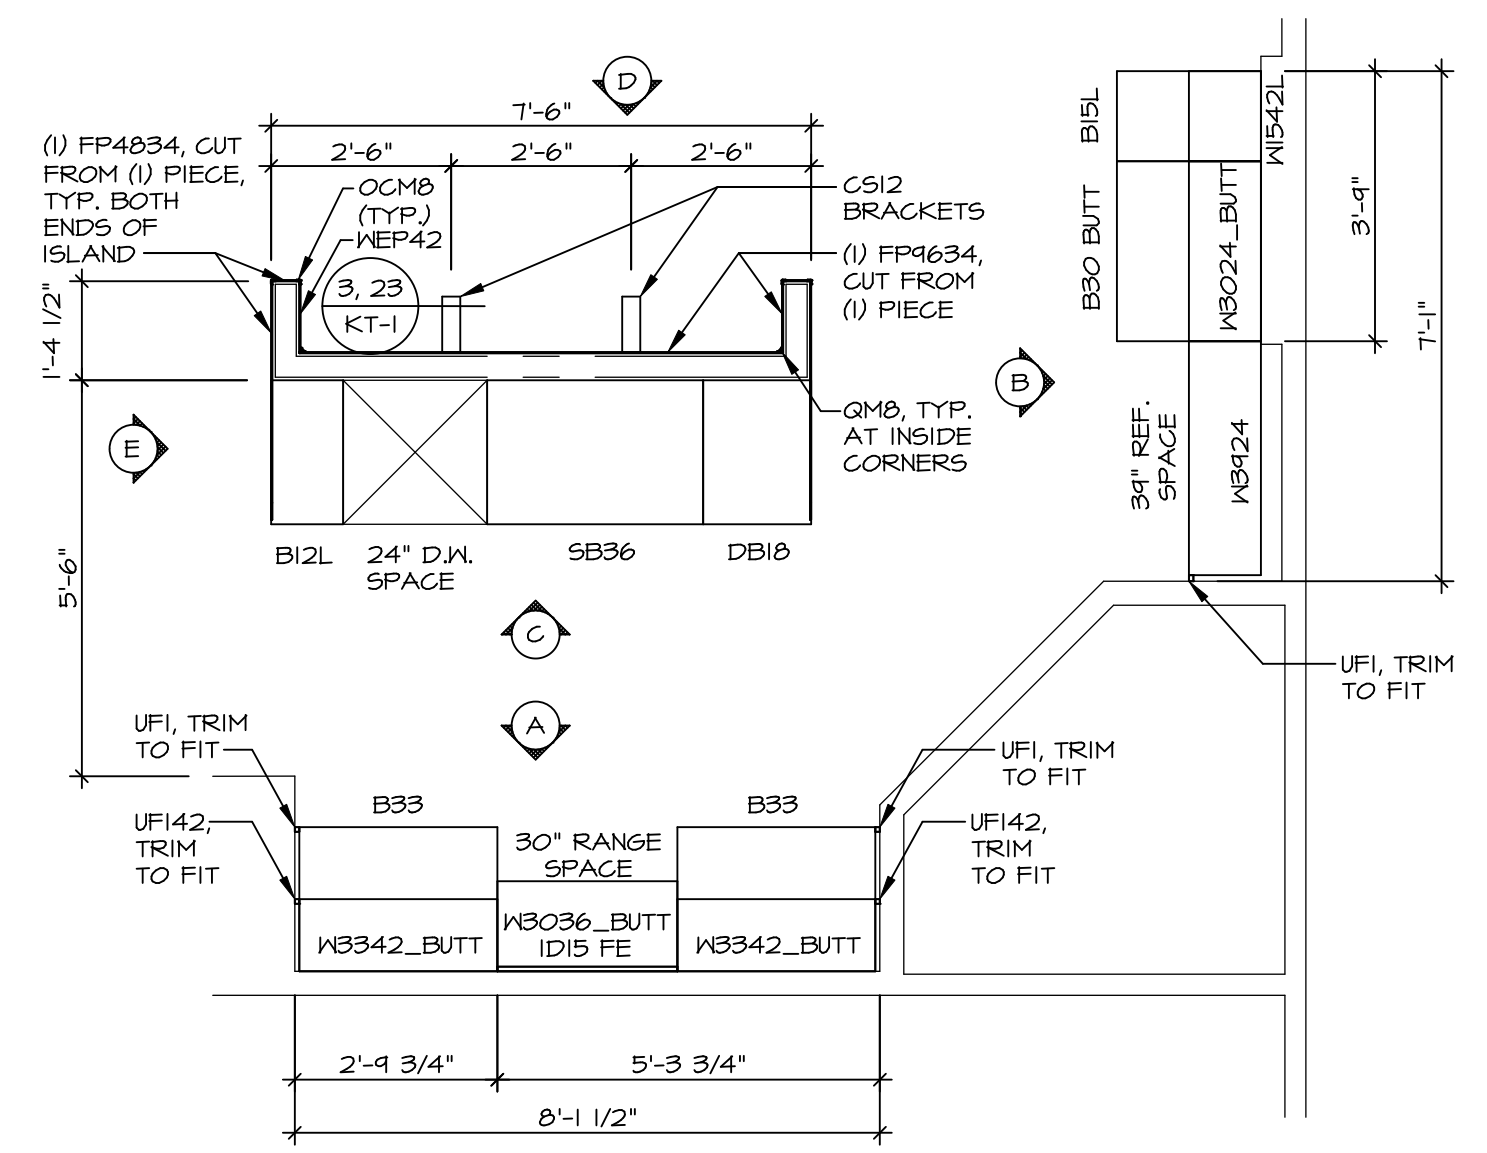 D
7'-6"
2'-6"
2'-6"
2'-6"
(1) FP4834, CUT
FROM (1) PIECE,
TYP. BOTH
ENDS OF
ISLAND
OCM8
(TYP.)
WEP42
3, 23
KT-1
CS12
BRACKETS
(1) FP9634,
CUT FROM
(1) PIECE
QM8, TYP.
AT INSIDE
CORNERS
1'-4 1/2"
5'-6"
E
B
B12L
24" D.W.
SPACE
SB36
DB18
C
A
B15L
W1542L
B30 BUTT
W3024_BUTT
3'-9"
7'-1"
39" REF.
SPACE
W3924
UF1, TRIM
TO FIT
UF1, TRIM
TO FIT
UF142,
TRIM
TO FIT
B33
30" RANGE
SPACE
B33
UF1, TRIM
TO FIT
UF142,
TRIM
TO FIT
W3342_BUTT
W3036_BUTT
1D15 FE
W3342_BUTT
2'-9 3/4"
5'-3 3/4"
8'-1 1/2"